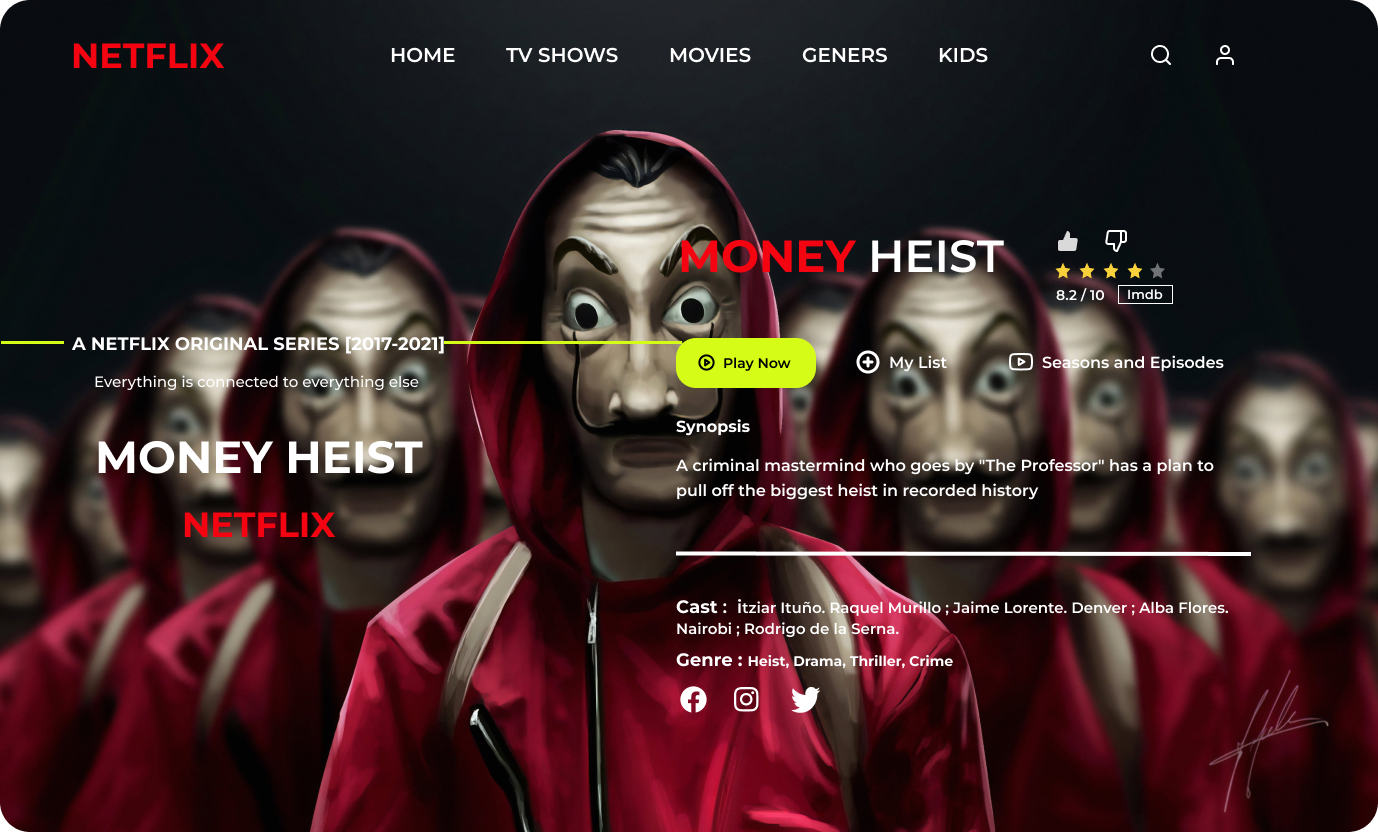 NETFLIX
HOME
TV SHOWS
MOVIES
GENERS
KIDS
A NETFLIX ORIGINAL SERIES [2017-2021]
Everything is connected to everything else
MONEY HEIST
NETFLIX
MONEY HEIST
8.2 / 10
Imdb
Play Now
My List
Seasons and Episodes
Synopsis
A criminal mastermind who goes by "The Professor" has a plan to
pull off the biggest heist in recorded history
Cast : itziar Ituño. Raquel Murillo ; Jaime Lorente. Denver ; Alba Flores.
Nairobi ; Rodrigo de la Serna.
Genre : Heist, Drama, Thriller, Crime